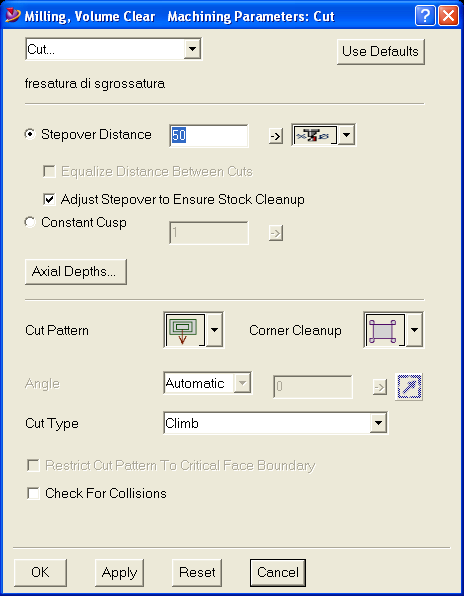 Milling, Volume Clear Machining Parameters: Cut
Cut...
Use Defaults
fresatura di sgrossatura
Stepover Distance 50 ->
Equalize Distance Between Cuts
Adjust Stepover to Ensure Stock Cleanup
Constant Cusp 1 ->
Axial Depths...
Cut Pattern Corner Cleanup
Angle Automatic 0 ->
Cut Type Climb
Restrict Cut Pattern To Critical Face Boundary
Check For Collisions
OK Apply Reset Cancel